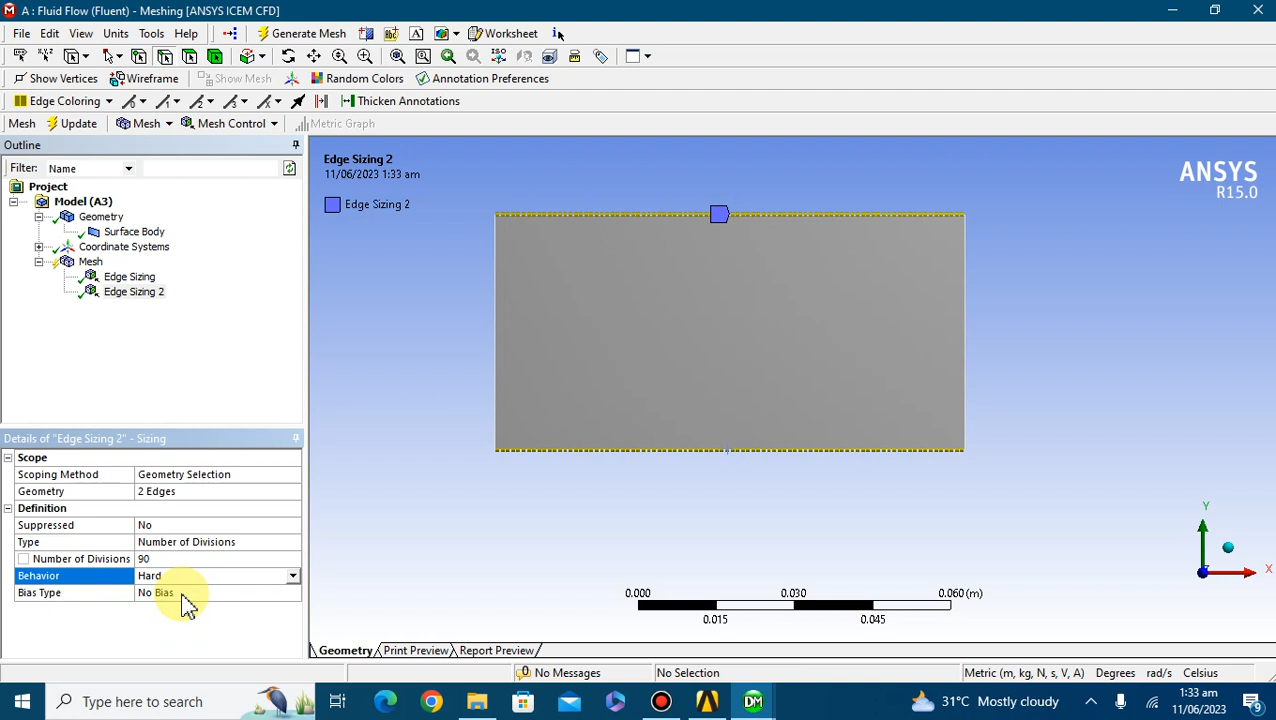 A : Fluid Flow (Fluent) - Meshing [ANSYS ICEM CFD]
File Edit View Units Tools Help Generate Mesh A Worksheet i
Show Vertices Wireframe Show Mesh Random Colors Annotation Preferences
Edge Coloring Thicken Annotations
Mesh Update Mesh Mesh Control Metric Graph
Outline
Filter: Name
Project
Model (A3)
Geometry
Surface Body
Coordinate Systems
Mesh
Edge Sizing
Edge Sizing 2
Details of "Edge Sizing 2" - Sizing
Scope
Scoping Method Geometry Selection
Geometry 2 Edges
Definition
Suppressed No
Type Number of Divisions
Number of Divisions 90
Behavior Hard
Bias Type No Bias
Edge Sizing 2
11/06/2023 1:33 am
Edge Sizing 2
ANSYS
R15.0
Y
X
0.000 0.030 0.060 (m)
0.015 0.045
Geometry Print Preview Report Preview
No Messages No Selection Metric (m, kg, N, s, V, A) Degrees rad/s Celsius
Type here to search DM 31°C Mostly cloudy 1:33 am
11/06/2023